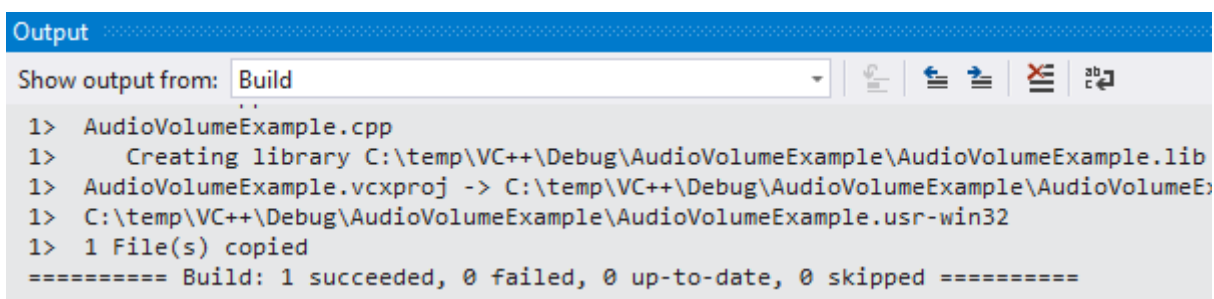 Output
Show output from: Build
1> AudioVolumeExample.cpp
1> Creating library C:\temp\VC++\Debug\AudioVolumeExample\AudioVolumeExample.lib
1> AudioVolumeExample.vcxproj -> C:\temp\VC++\Debug\AudioVolumeExample\AudioVolumeEx
1> C:\temp\VC++\Debug\AudioVolumeExample\AudioVolumeExample.usr-win32
1> 1 File(s) copied
========== Build: 1 succeeded, 0 failed, 0 up-to-date, 0 skipped ==========